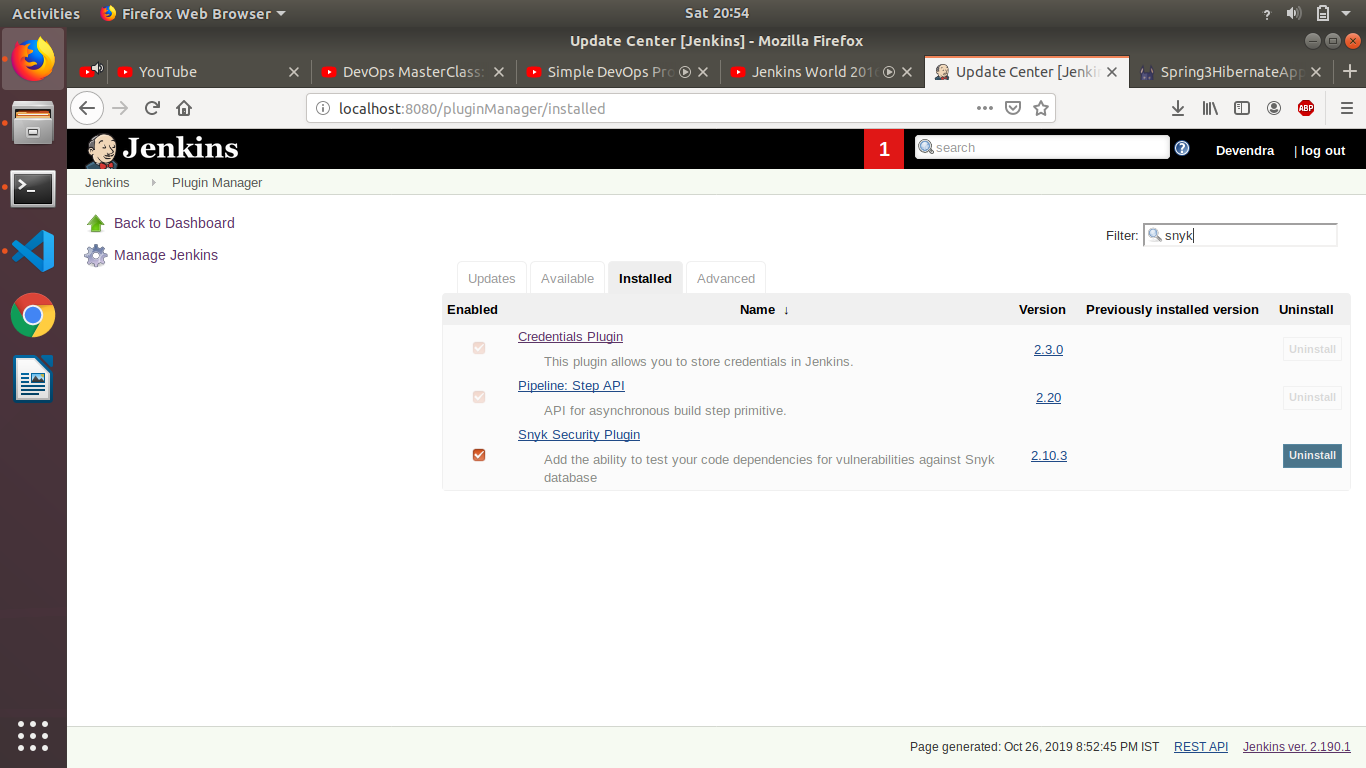 Activities Firefox Web Browser Sat 20:54 ?
Update Center [Jenkins] - Mozilla Firefox
YouTube DevOps MasterClass: Simple DevOps Pro Jenkins World 2016 Update Center [Jenki Spring3HibernateApp
localhost:8080/pluginManager/installed ABP
Jenkins 1 search ? Devendra | log out
Jenkins Plugin Manager
Back to Dashboard
Manage Jenkins
Filter: snyk
Updates Available Installed Advanced
Enabled Name ↓ Version Previously installed version Uninstall
Credentials Plugin
This plugin allows you to store credentials in Jenkins.
2.3.0 Uninstall
Pipeline: Step API
API for asynchronous build step primitive.
2.20 Uninstall
Snyk Security Plugin
Add the ability to test your code dependencies for vulnerabilities against Snyk
database
2.10.3 Uninstall
Page generated: Oct 26, 2019 8:52:45 PM IST REST API Jenkins ver. 2.190.1